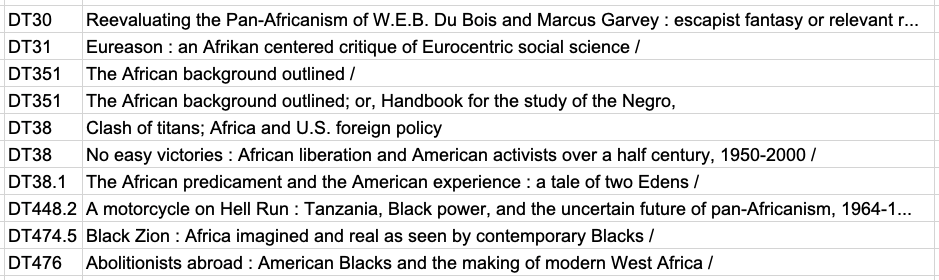 DT30 Reevaluating the Pan-Africanism of W.E.B. Du Bois and Marcus Garvey : escapist fantasy or relevant r...
DT31 Eureason : an Afrikan centered critique of Eurocentric social science /
DT351 The African background outlined /
DT351 The African background outlined; or, Handbook for the study of the Negro,
DT38 Clash of titans; Africa and U.S. foreign policy
DT38 No easy victories : African liberation and American activists over a half century, 1950-2000 /
DT38.1 The African predicament and the American experience : a tale of two Edens /
DT448.2 A motorcycle on Hell Run : Tanzania, Black power, and the uncertain future of pan-Africanism, 1964-1...
DT474.5 Black Zion : Africa imagined and real as seen by contemporary Blacks /
DT476 Abolitionists abroad : American Blacks and the making of modern West Africa /